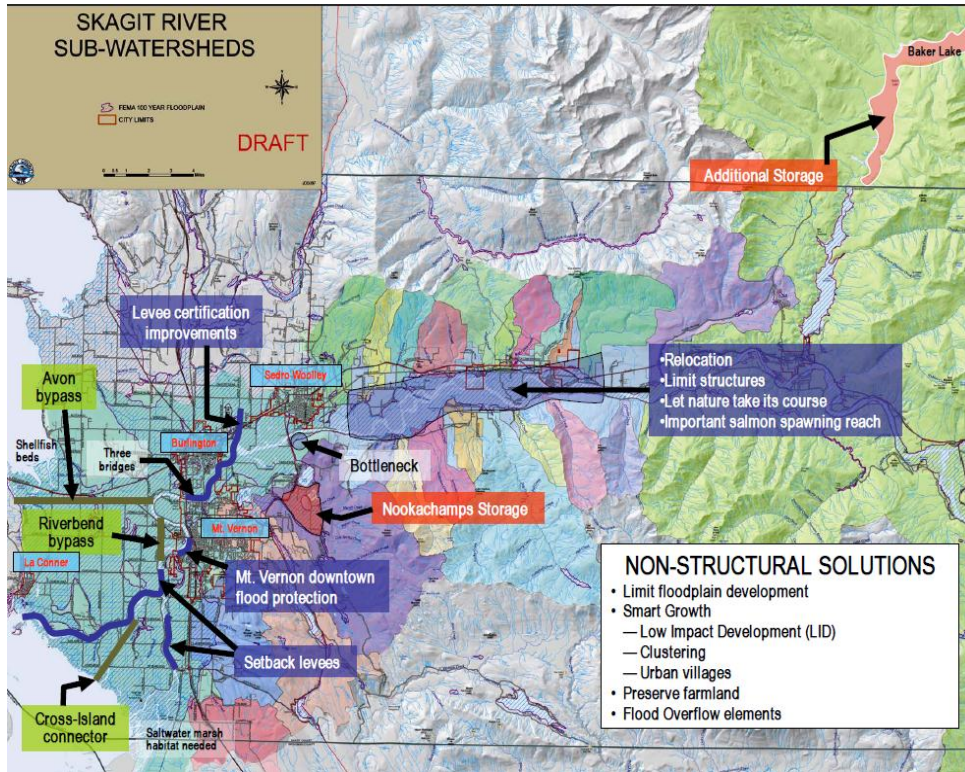 SKAGIT RIVER
SUB-WATERSHEDS
FEMA 100 YEAR FLOODPLAIN
CITY LIMITS
DRAFT
Baker Lake
Additional Storage
Levee certification
improvements
Sedro Woolley
Avon
bypass
Shellfish
beds
Three
bridges
Burlington
•Relocation
•Limit structures
•Let nature take its course
•Important salmon spawning reach
Bottleneck
Nookachamps Storage
Riverbend
bypass
Mt. Vernon
La Conner
Mt. Vernon downtown
flood protection
Setback levees
Cross-Island
connector
Saltwater marsh
habitat needed
NON-STRUCTURAL SOLUTIONS
• Limit floodplain development
• Smart Growth
— Low Impact Development (LID)
— Clustering
— Urban villages
• Preserve farmland
• Flood Overflow elements